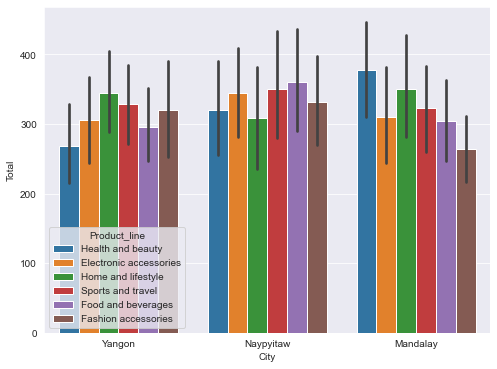 400
300
200
100
0
Total
Product_line
Health and beauty
Electronic accessories
Home and lifestyle
Sports and travel
Food and beverages
Fashion accessories
Yangon
Naypyitaw
Mandalay
City